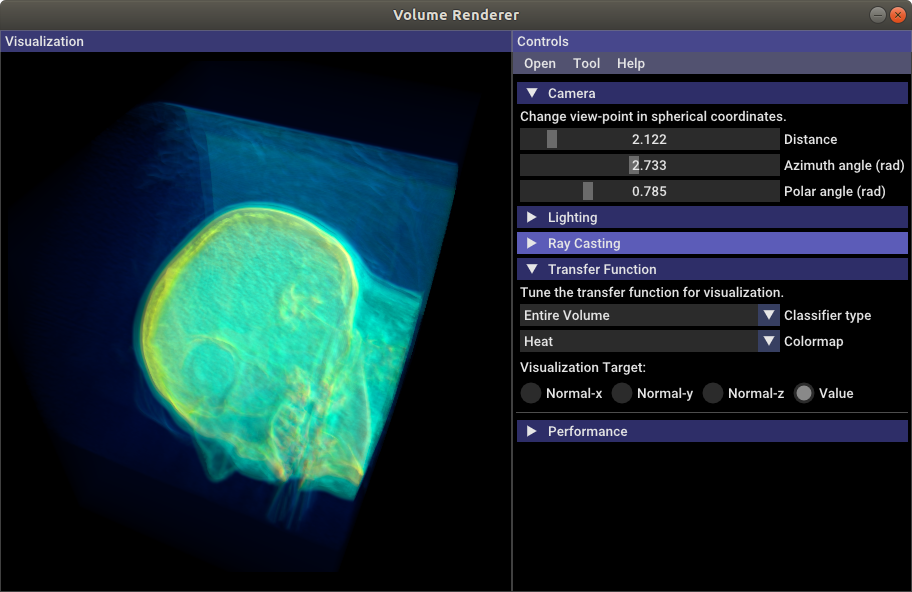 Volume Renderer
Visualization
Controls
Open Tool Help
Camera
Change view-point in spherical coordinates.
2.122 Distance
2.733 Azimuth angle (rad)
0.785 Polar angle (rad)
Lighting
Ray Casting
Transfer Function
Tune the transfer function for visualization.
Entire Volume Classifier type
Heat Colormap
Visualization Target:
Normal-x Normal-y Normal-z Value
Performance